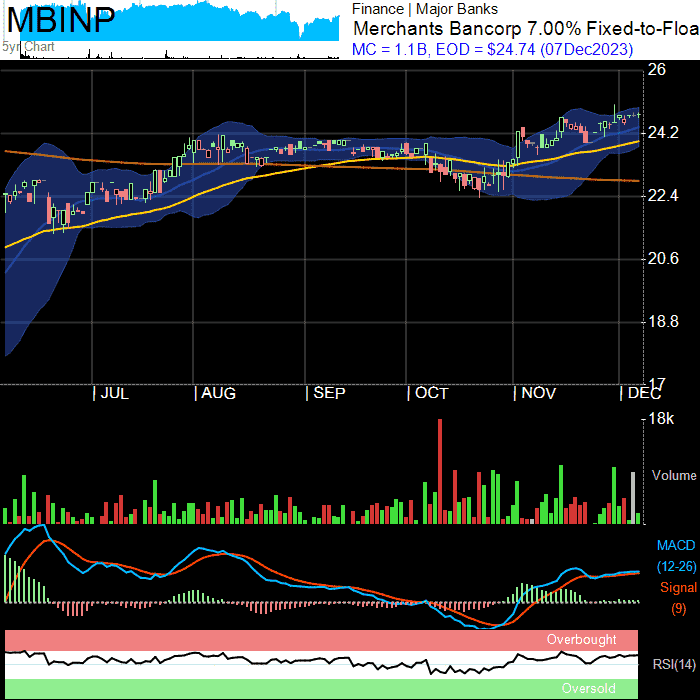 MBINP
5yr Chart
Finance | Major Banks
Merchants Bancorp 7.00% Fixed-to-Floa
MC = 1.1B, EOD = $24.74 (07Dec2023)
26
24.2
22.4
20.6
18.8
17
| JUL | AUG | SEP | OCT | NOV | DEC
18k
Volume
MACD
(12-26)
Signal
(9)
Overbought
RSI(14)
Oversold